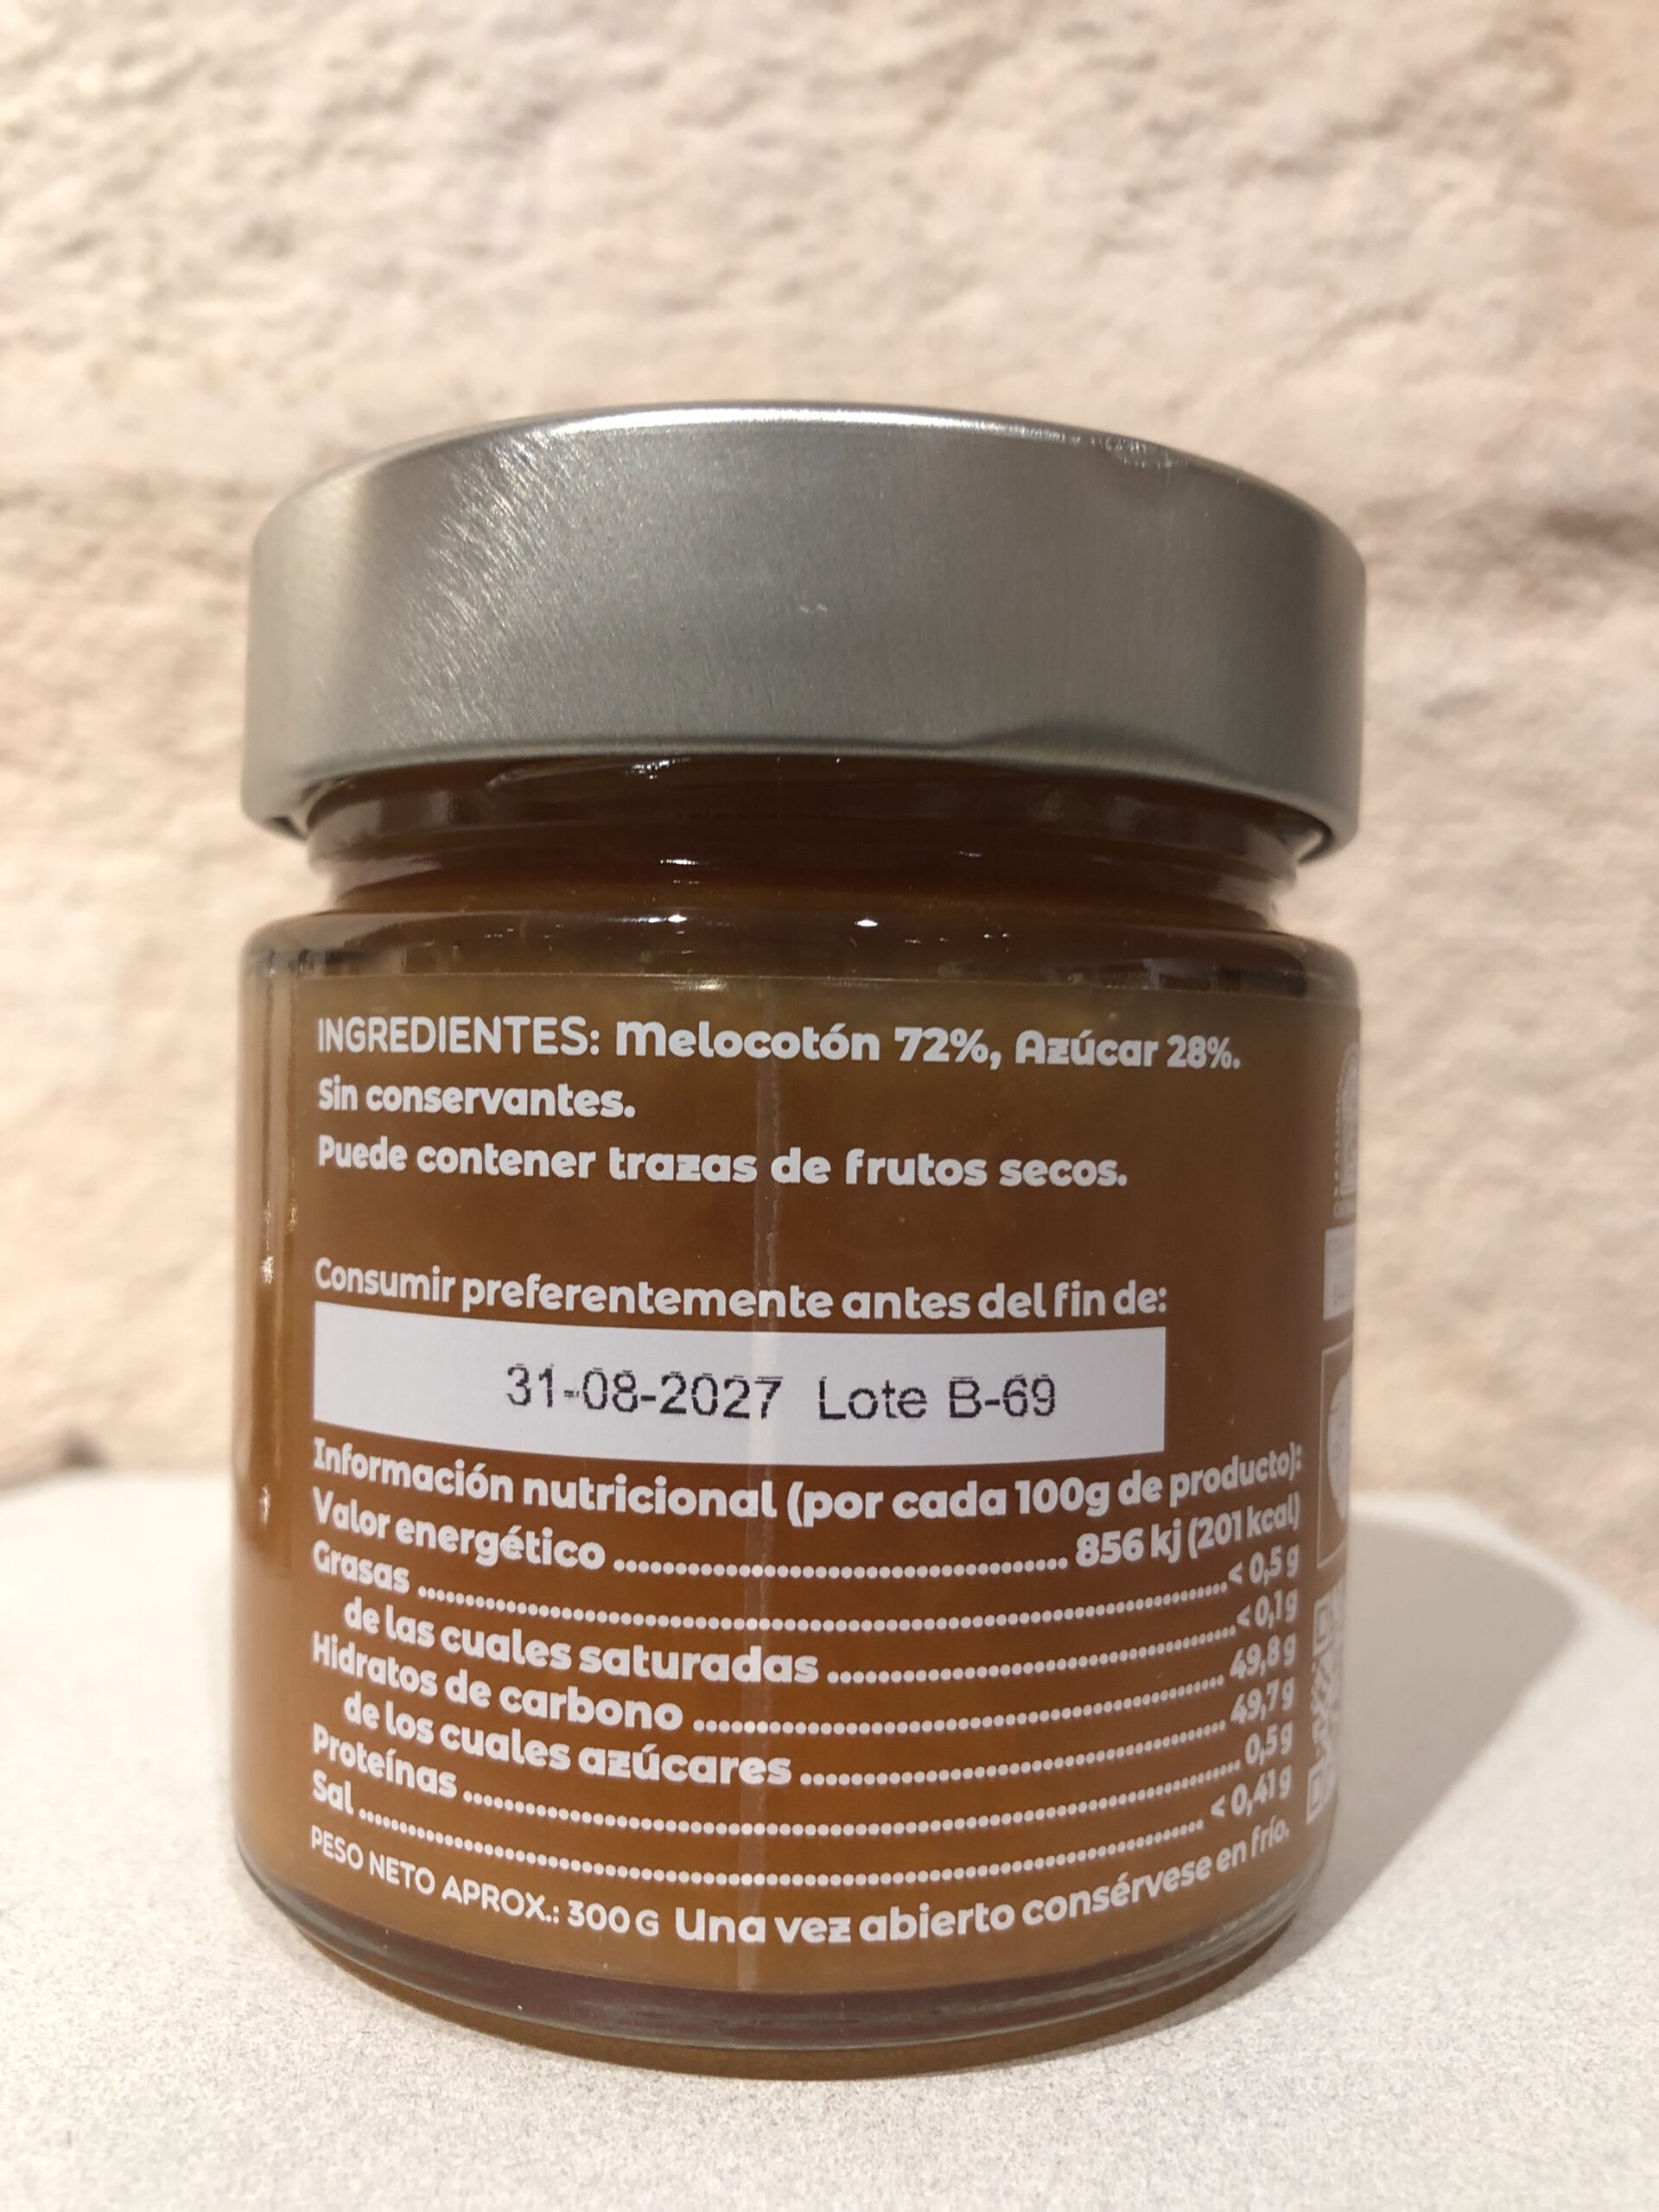 INGREDIENTES: Melocotón 72%, Azúcar 28%.
Sin conservantes.
Puede contener trazas de frutos secos.
Consumir preferentemente antes del fin de:
31-08-2027 Lote B-69
Información nutricional (por cada 100g de producto):
Valor energético ........................................ 856 kj (201 kcal)
Grasas ........................................ < 0,5 g
de las cuales saturadas ........................................ < 0,1 g
Hidratos de carbono ........................................ 49,8 g
de los cuales azúcares ........................................ 49,7 g
Proteínas ........................................ 0,5 g
Sal ........................................ < 0,41 g
PESO NETO APROX.: 300 G Una vez abierto consérvese en frío.